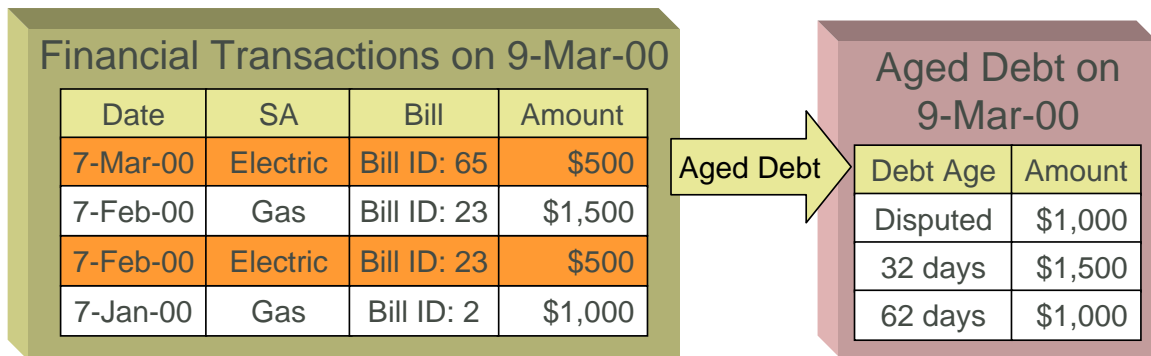 Financial Transactions on 9-Mar-00
Date SA Bill Amount
7-Mar-00 Electric Bill ID: 65 $500
7-Feb-00 Gas Bill ID: 23 $1,500
7-Feb-00 Electric Bill ID: 23 $500
7-Jan-00 Gas Bill ID: 2 $1,000
Aged Debt
Aged Debt on
9-Mar-00
Debt Age Amount
Disputed $1,000
32 days $1,500
62 days $1,000